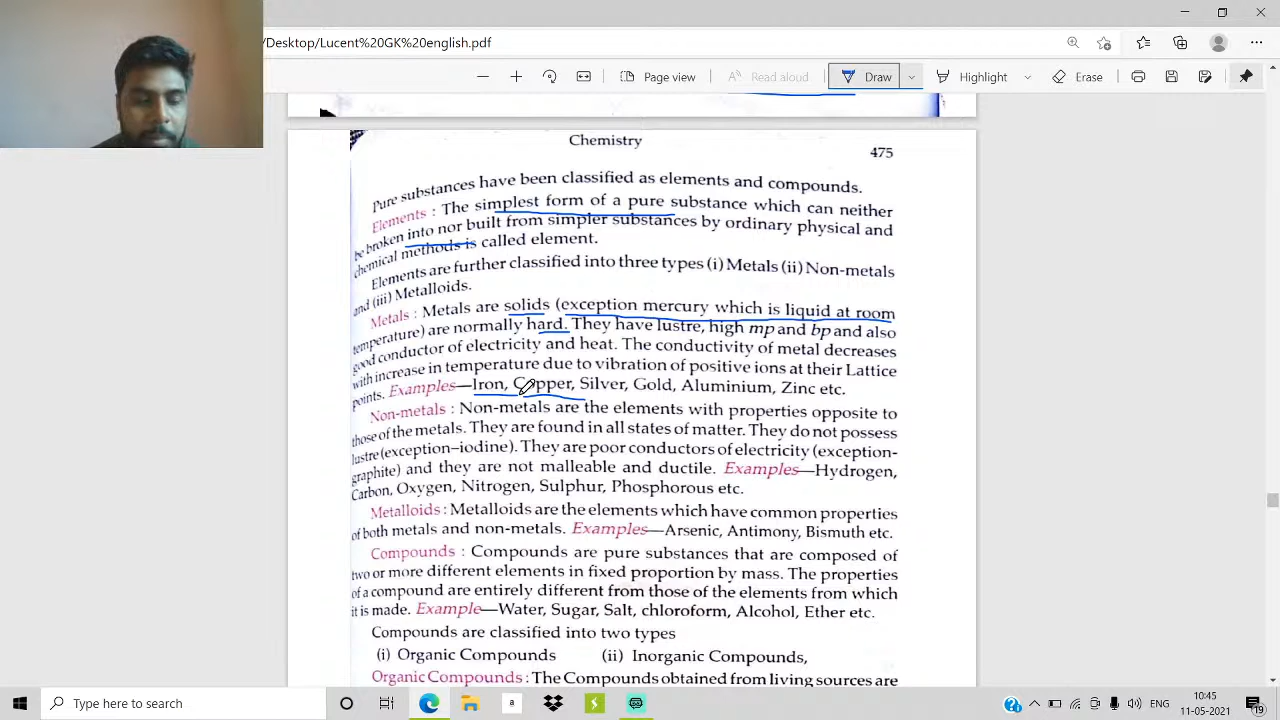 /Desktop/Lucent%20GK%20english.pdf
Page view
Read aloud
Draw
Highlight
Erase
Chemistry
475
Pure substances have been classified as elements and compounds.
Elements : The simplest form of a pure substance which can neither
be broken into nor built from simpler substances by ordinary physical and
chemical methods is called element.
Elements are further classified into three types (i) Metals (ii) Non-metals
and (iii) Metalloids.
Metals : Metals are solids (exception mercury which is liquid at room
temperature) are normally hard. They have lustre, high mp and bp and also
good conductor of electricity and heat. The conductivity of metal decreases
with increase in temperature due to vibration of positive ions at their Lattice
points. Examples—Iron, Copper, Silver, Gold, Aluminium, Zinc etc.
Non-metals : Non-metals are the elements with properties opposite to
those of the metals. They are found in all states of matter. They do not possess
lustre (exception–iodine). They are poor conductors of electricity (exception-
graphite) and they are not malleable and ductile. Examples—Hydrogen,
Carbon, Oxygen, Nitrogen, Sulphur, Phosphorous etc.
Metalloids : Metalloids are the elements which have common properties
of both metals and non-metals. Examples—Arsenic, Antimony, Bismuth etc.
Compounds : Compounds are pure substances that are composed of
two or more different elements in fixed proportion by mass. The properties
of a compound are entirely different from those of the elements from which
it is made. Example—Water, Sugar, Salt, chloroform, Alcohol, Ether etc.
Compounds are classified into two types
(i) Organic Compounds (ii) Inorganic Compounds,
Organic Compounds : The Compounds obtained from living sources are
Type here to search
a
ENG
10:45
11-05-2021
19